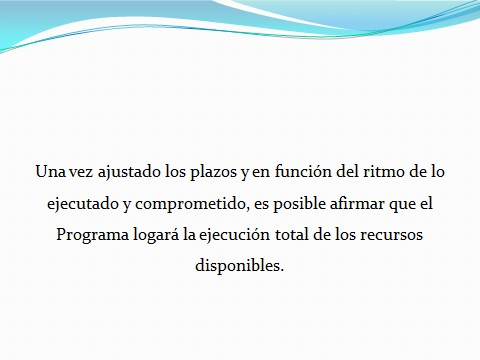 Una vez ajustado los plazos y en función del ritmo de lo
ejecutado y comprometido, es posible afirmar que el
Programa logará la ejecución total de los recursos
disponibles.